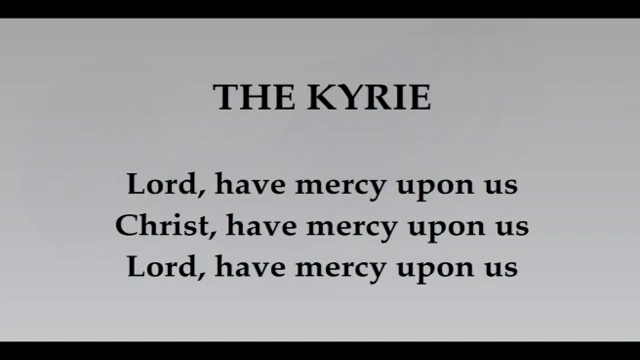 THE KYRIE
Lord, have mercy upon us
Christ, have mercy upon us
Lord, have mercy upon us